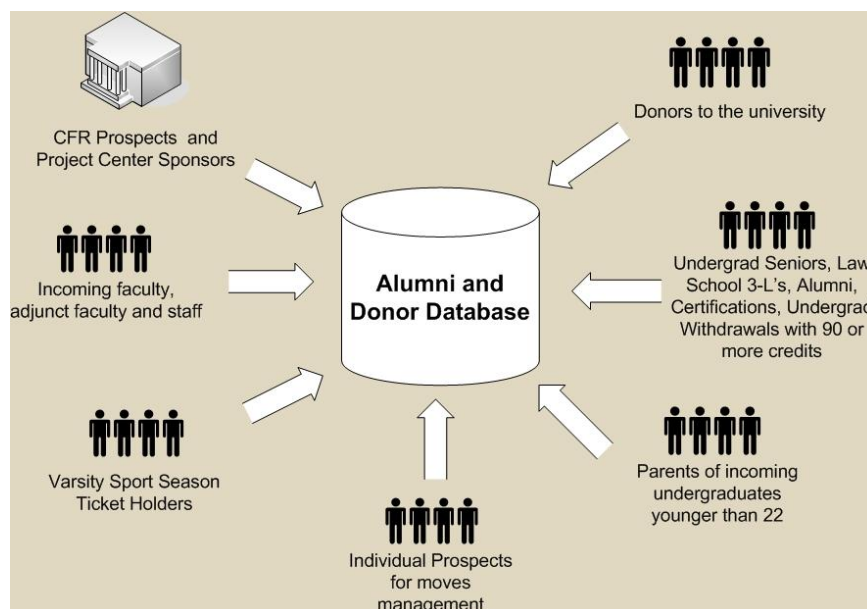 CFR Prospects and
Project Center Sponsors
Donors to the university
Incoming faculty,
adjunct faculty and staff
Alumni and
Donor Database
Undergrad Seniors, Law
School 3-L's, Alumni,
Certifications, Undergrad
Withdrawals with 90 or
more credits
Varsity Sport Season
Ticket Holders
Parents of incoming
undergraduates
younger than 22
Individual Prospects
for moves
management